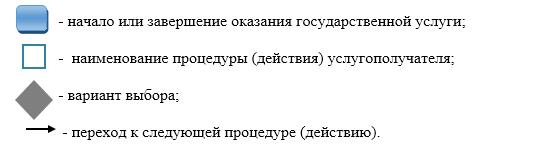 - начало или завершение оказания государственной услуги;
- наименование процедуры (действия) услугополучателя;
- вариант выбора;
- переход к следующей процедуре (действию).